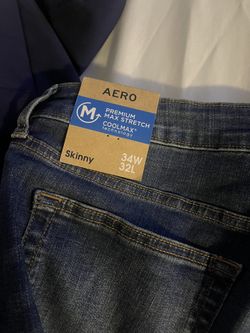 AERO
M
PREMIUM
MAX STRETCH
COOLMAX®
technology
Skinny
34W
32L